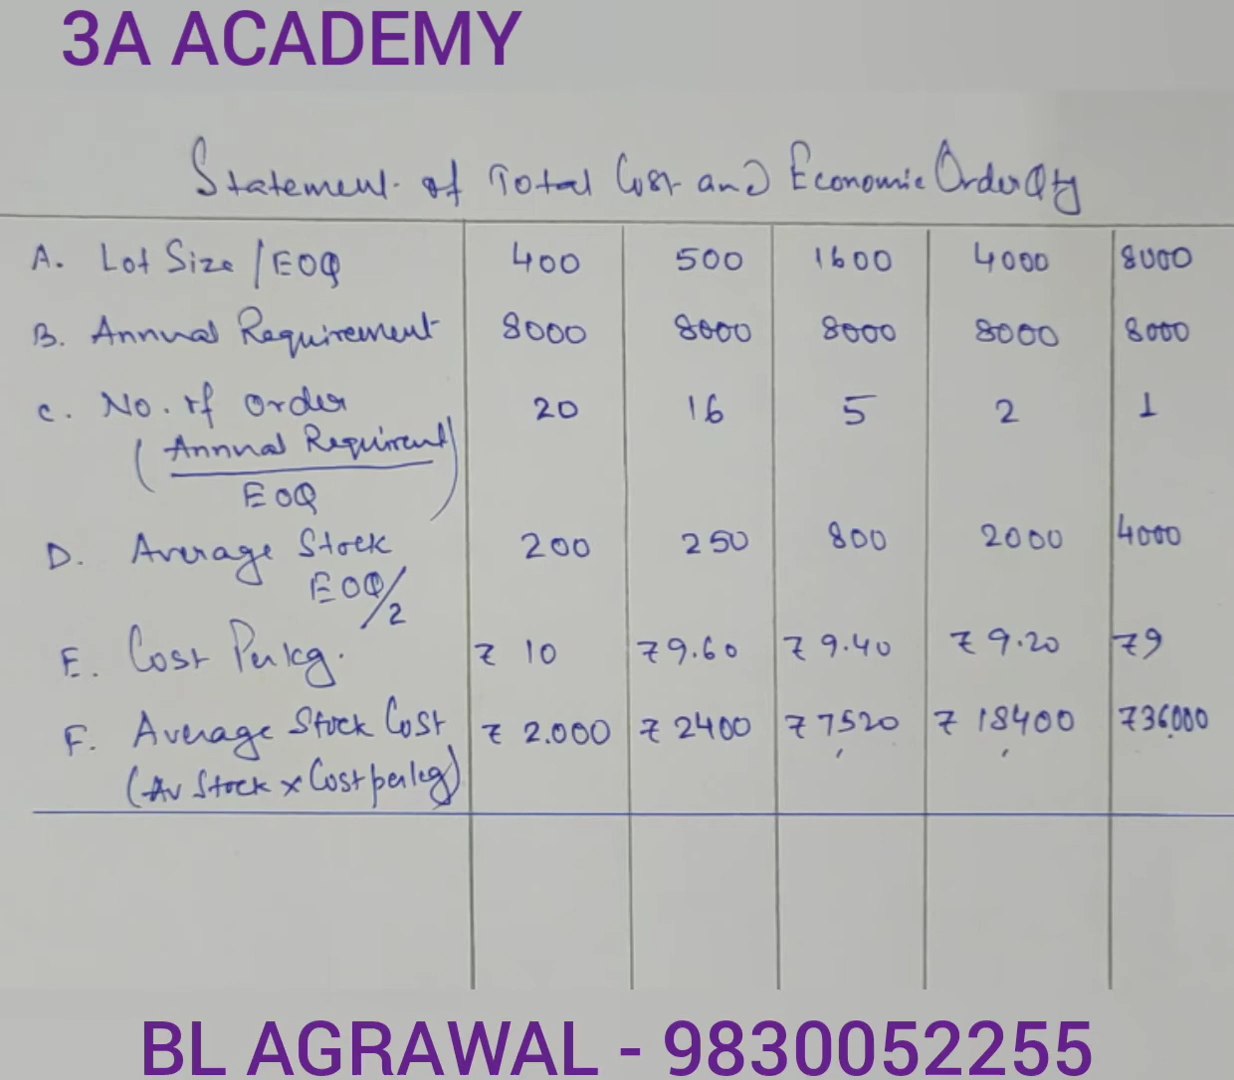 3A ACADEMY
Statement of Total Cost and Economic Order Qty
A. Lot Size / EOQ 400 500 1600 4000 8000
B. Annual Requirement 8000 8000 8000 8000 8000
C. No. of order 20 16 5 2 1
(Annual Requirent)
EOQ
D. Average Stock 200 250 800 2000 4000
EOQ/2
E. Cost Per kg. ₹ 10 ₹9.60 ₹ 9.40 ₹ 9.20 ₹9
F. Average Stock Cost ₹ 2.000 ₹ 2400 ₹ 7520 ₹ 18400 ₹36000
(Av Stock x Cost per kg)
BL AGRAWAL - 9830052255